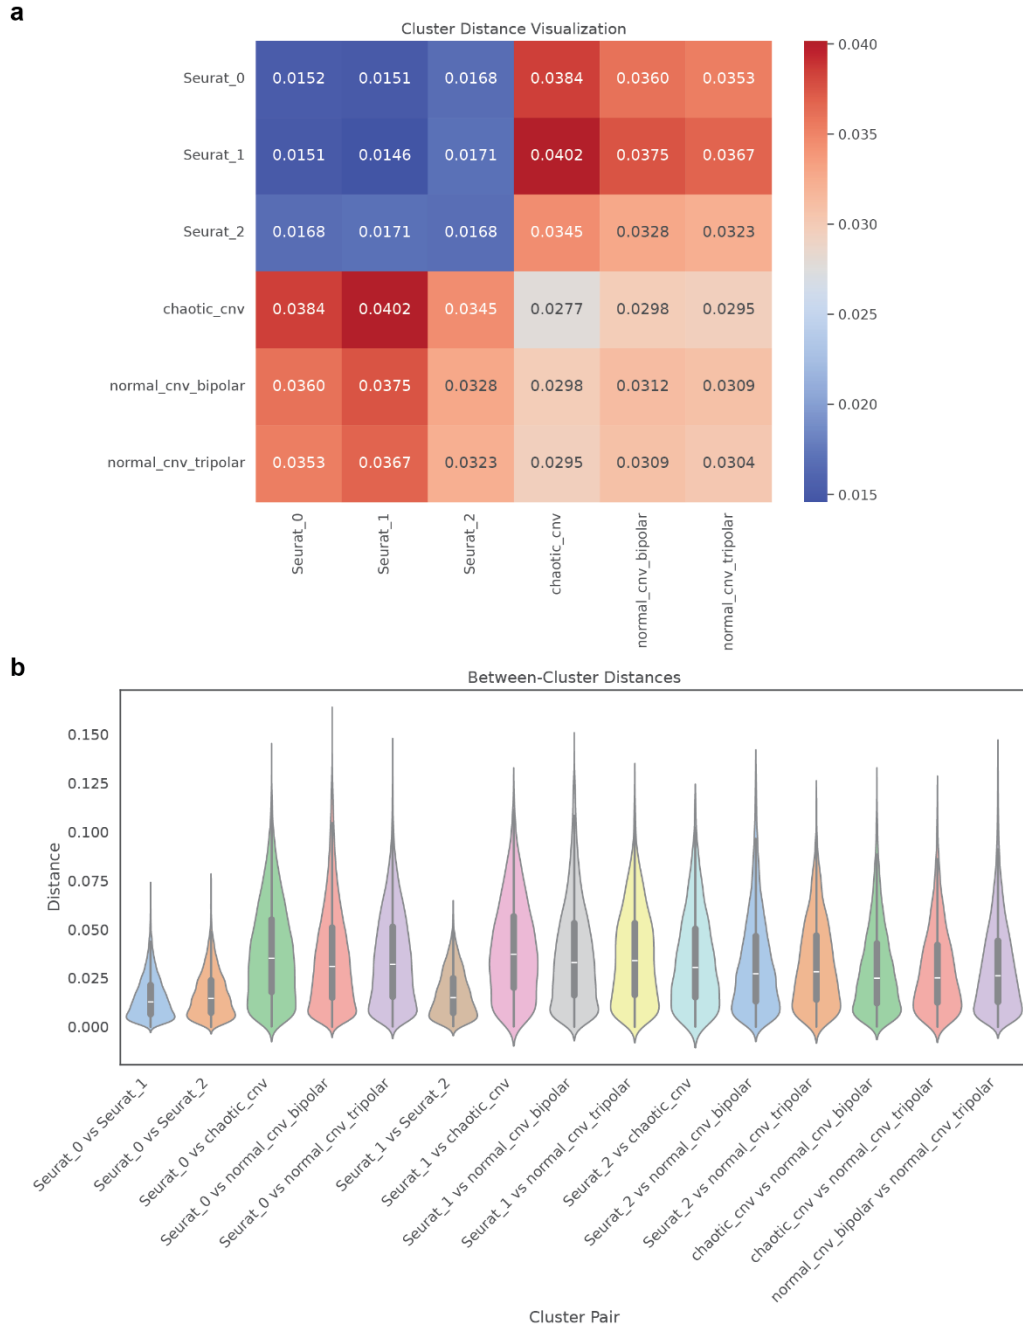 a
Cluster Distance Visualization
Seurat_0 0.0152 0.0151 0.0168 0.0384 0.0360 0.0353
Seurat_1 0.0151 0.0146 0.0171 0.0402 0.0375 0.0367
Seurat_2 0.0168 0.0171 0.0168 0.0345 0.0328 0.0323
chaotic_cnv 0.0384 0.0402 0.0345 0.0277 0.0298 0.0295
normal_cnv_bipolar 0.0360 0.0375 0.0328 0.0298 0.0312 0.0309
normal_cnv_tripolar 0.0353 0.0367 0.0323 0.0295 0.0309 0.0304
Seurat_0
Seurat_1
Seurat_2
chaotic_cnv
normal_cnv_bipolar
normal_cnv_tripolar
0.040
0.035
0.030
0.025
0.020
0.015
b
Between-Cluster Distances
Distance
0.150
0.125
0.100
0.075
0.050
0.025
0.000
Seurat_0 vs Seurat_1
Seurat_0 vs Seurat_2
Seurat_0 vs chaotic_cnv
Seurat_0 vs normal_cnv_bipolar
Seurat_0 vs normal_cnv_tripolar
Seurat_1 vs Seurat_2
Seurat_1 vs chaotic_cnv
Seurat_1 vs normal_cnv_bipolar
Seurat_1 vs normal_cnv_tripolar
Seurat_2 vs chaotic_cnv
Seurat_2 vs normal_cnv_bipolar
Seurat_2 vs normal_cnv_tripolar
chaotic_cnv vs normal_cnv_bipolar
chaotic_cnv vs normal_cnv_tripolar
normal_cnv_bipolar vs normal_cnv_tripolar
Cluster Pair